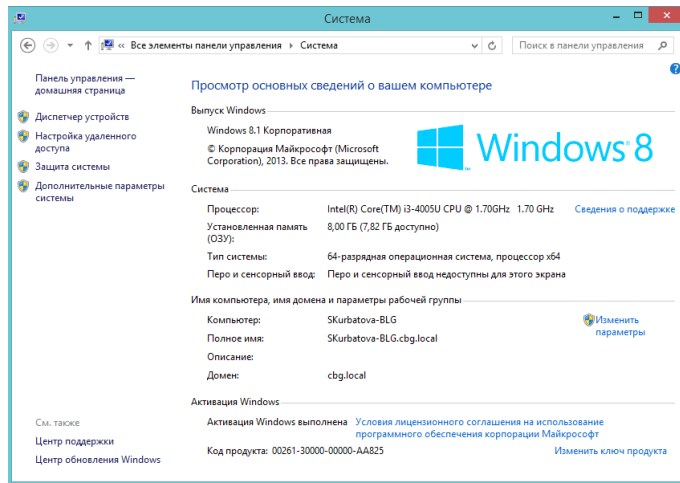 Система
« Все элементы панели управления ▸ Система
Поиск в панели управления
Панель управления —
домашняя страница
Диспетчер устройств
Настройка удаленного
доступа
Защита системы
Дополнительные параметры
системы
См. также
Центр поддержки
Центр обновления Windows
Просмотр основных сведений о вашем компьютере
Выпуск Windows
Windows 8.1 Корпоративная
© Корпорация Майкрософт (Microsoft
Corporation), 2013. Все права защищены.
Windows 8
Система
Процессор: Intel(R) Core(TM) i3-4005U CPU @ 1.70GHz 1.70 GHz
Сведения о поддержке
Установленная память
(ОЗУ):
8,00 ГБ (7,82 ГБ доступно)
Тип системы: 64-разрядная операционная система, процессор x64
Перо и сенсорный ввод: Перо и сенсорный ввод недоступны для этого экрана
Имя компьютера, имя домена и параметры рабочей группы
Компьютер: SKurbatova-BLG
Изменить
параметры
Полное имя: SKurbatova-BLG.cbg.local
Описание:
Домен: cbg.local
Активация Windows
Активация Windows выполнена Условия лицензионного соглашения на использование
программного обеспечения корпорации Майкрософт
Код продукта: 00261-30000-00000-AA825
Изменить ключ продукта